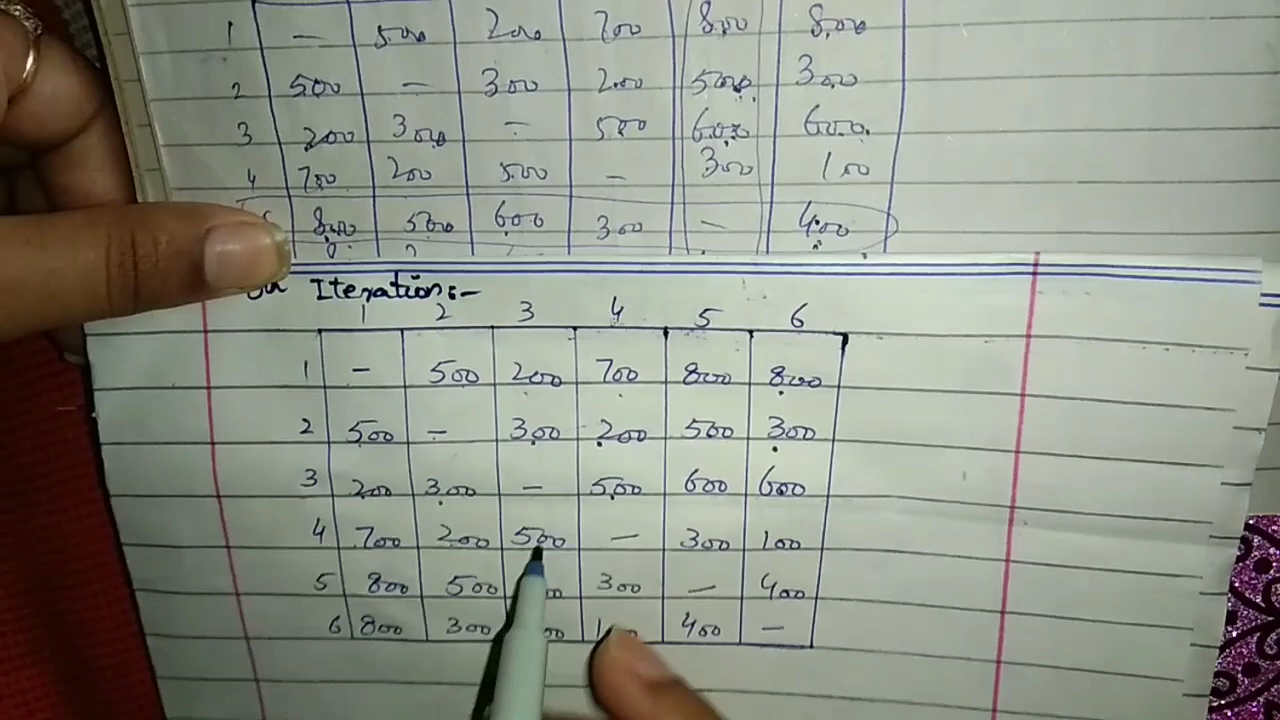 1 — 500 200 700 800 800
2 500 — 300 200 500 300
3 200 300 — 500 600 600
4 700 200 500 — 300 100
800 500 600 300 — 400
Iteration:-
1 2 3 4 5 6
1 — 500 200 700 800 800
2 500 — 300 200 500 300
3 200 300 — 500 600 600
4 700 200 500 — 300 100
5 800 500 300 — 400
6 800 300 400 —